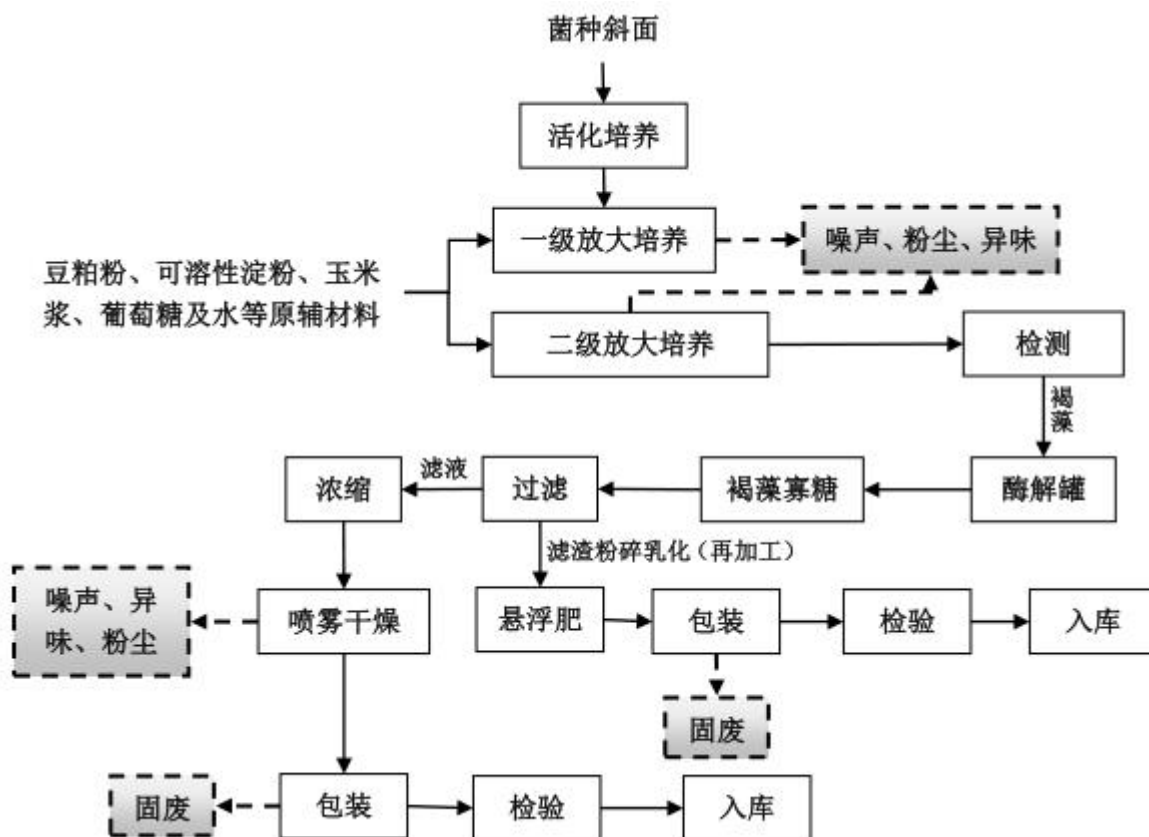 菌种斜面
活化培养
一级放大培养
噪声、粉尘、异味
豆粕粉、可溶性淀粉、玉米
浆、葡萄糖及水等原辅材料
二级放大培养
检测
褐藻
浓缩
滤液
过滤
褐藻寡糖
酶解罐
滤渣粉碎乳化（再加工）
噪声、异
味、粉尘
喷雾干燥
悬浮肥
包装
检验
入库
固废
固废
包装
检验
入库